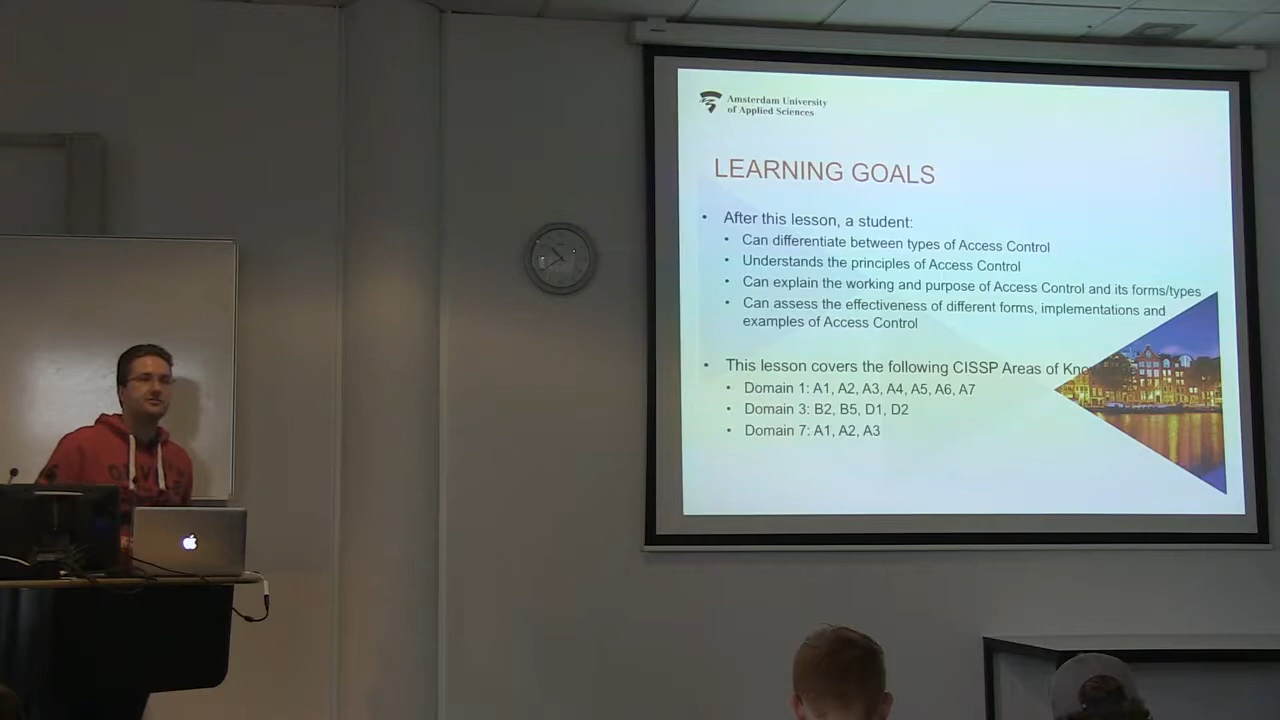 Amsterdam University
of Applied Sciences
LEARNING GOALS
• After this lesson, a student:
• Can differentiate between types of Access Control
• Understands the principles of Access Control
• Can explain the working and purpose of Access Control and its forms/types
• Can assess the effectiveness of different forms, implementations and
examples of Access Control
• This lesson covers the following CISSP Areas of
• Domain 1: A1, A2, A3, A4, A5, A6, A7
• Domain 3: B2, B5, D1, D2
• Domain 7: A1, A2, A3